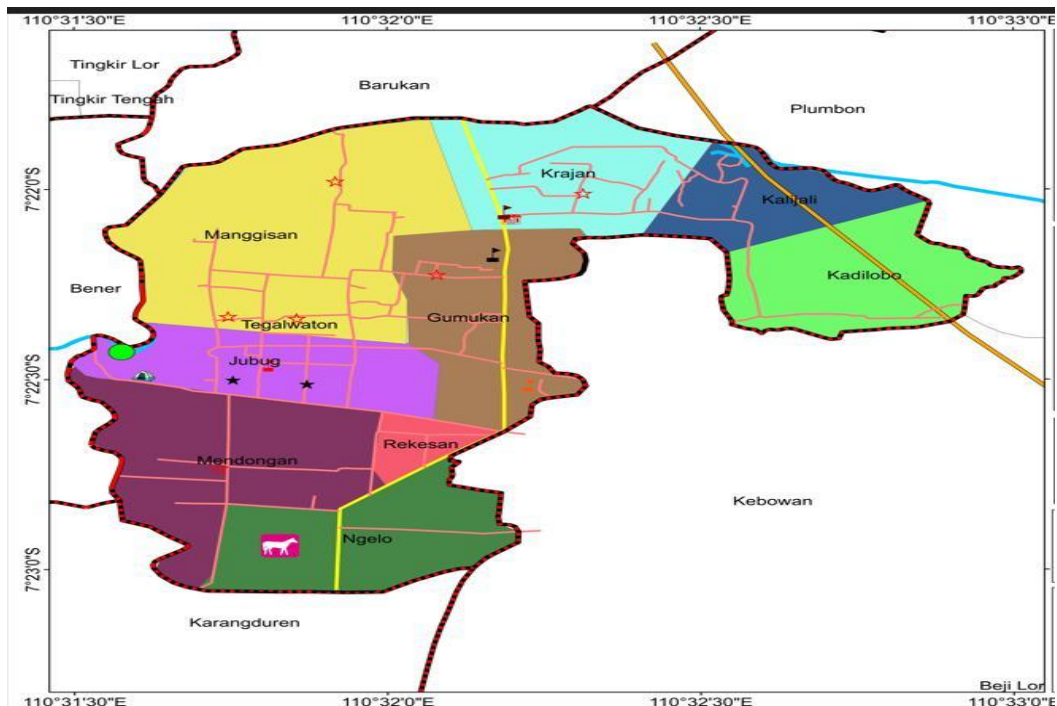 110°31'30"E 110°32'0"E 110°32'30"E 110°33'0"E
Tingkir Lor
Tingkir Tengah
Barukan
Plumbon
7°22'0"S
Krajan
Kalijali
Manggisan
Kadilobo
Bener
Gumukan
Tegalwaton
Jubug
7°22'30"S
Rekesan
Mendongan
Kebowan
Ngelo
7°23'0"S
Karangduren
Beji Lor
110°31'30"E 110°32'0"E 110°32'30"E 110°33'0"E